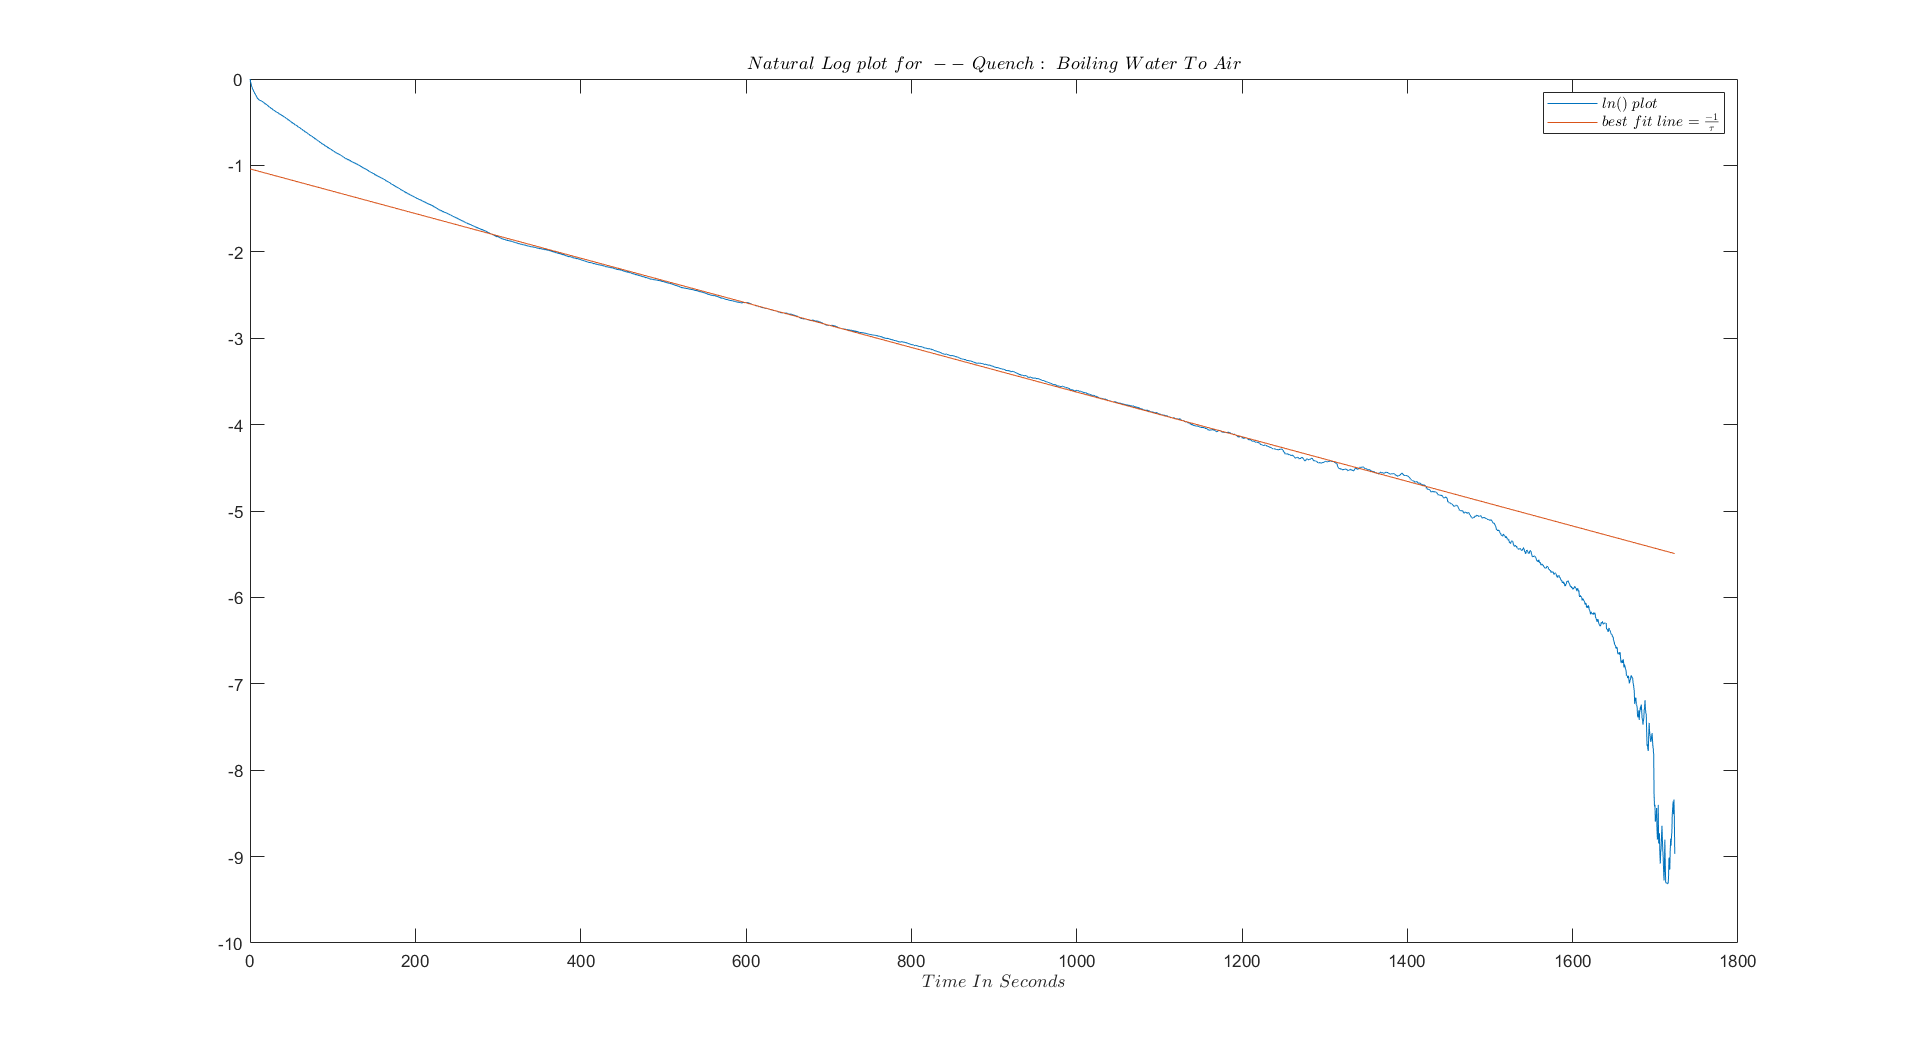 Natural Log plot for -- Quench : Boiling Water To Air
ln() plot
best fit line = -1/τ
0
-1
-2
-3
-4
-5
-6
-7
-8
-9
-10
0 200 400 600 800 1000 1200 1400 1600 1800
Time In Seconds